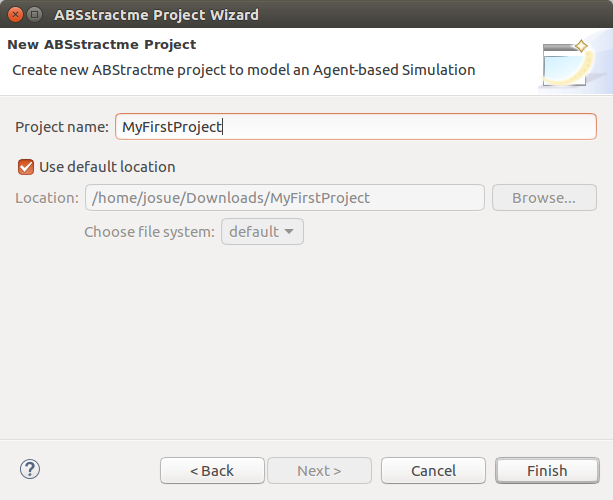 ABSstractme Project Wizard
New ABSstractme Project
Create new ABStractme project to model an Agent-based Simulation
Project name: MyFirstProject
Use default location
Location: /home/josue/Downloads/MyFirstProject Browse...
Choose file system: default
? < Back Next > Cancel Finish